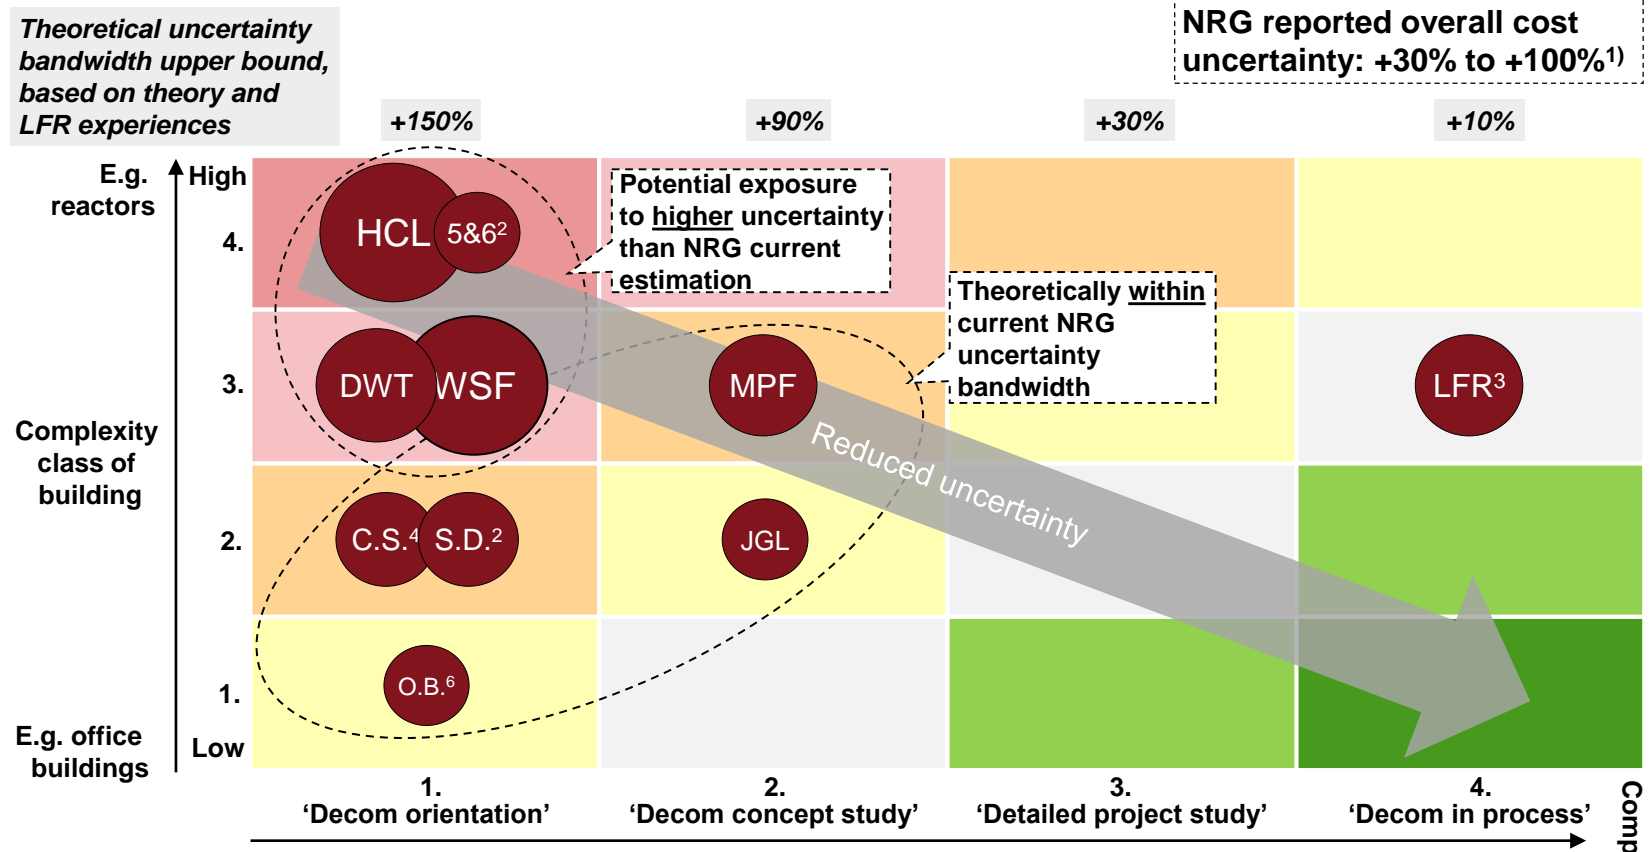 Theoretical uncertainty
bandwidth upper bound,
based on theory and
LFR experiences
NRG reported overall cost
uncertainty: +30% to +100%¹⁾
+150%
+90%
+30%
+10%
E.g.
reactors
High
4.
3.
2.
1.
Low
Complexity
class of
building
E.g. office
buildings
HCL
5&6²
Potential exposure
to higher uncertainty
than NRG current
estimation
Theoretically within
current NRG
uncertainty
bandwidth
DWT
WSF
MPF
LFR³
Reduced uncertainty
C.S.⁴
S.D.²
JGL
O.B.⁶
1.
‘Decom orientation’
2.
‘Decom concept study’
3.
‘Detailed project study’
4.
‘Decom in process’
Comp